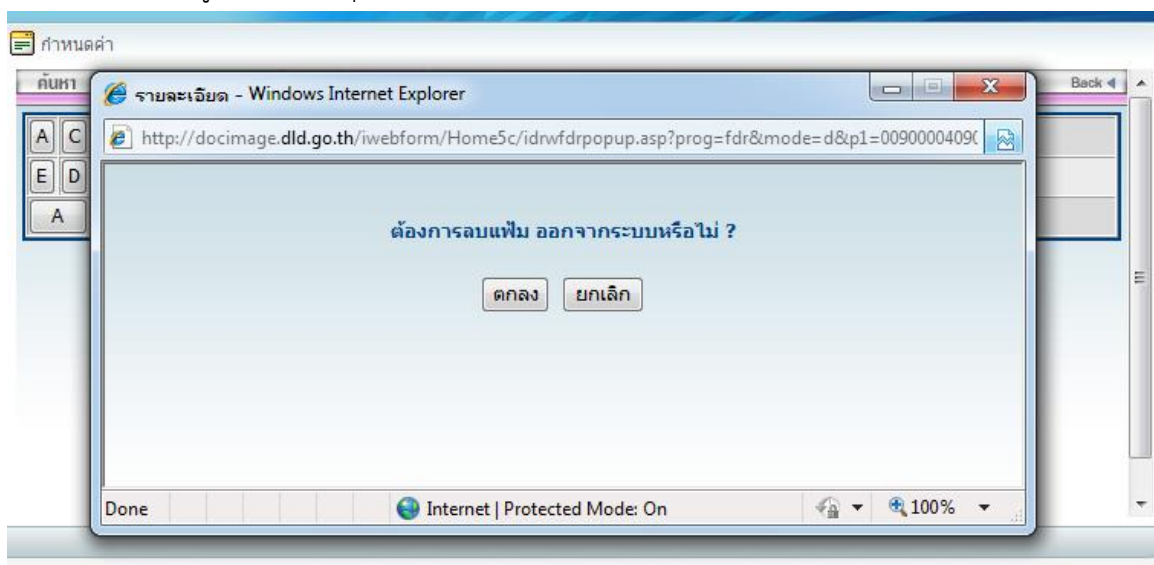 กำหนดค่า
ค้นหา
Back
รายละเอียด - Windows Internet Explorer
http://docimage.dld.go.th/iwebform/Home5c/idrwfdrpopup.asp?prog=fdr&mode=d&p1=0090000409
A C
E D
A
ต้องการลบแฟ้ม ออกจากระบบหรือไม่ ?
ตกลง ยกเลิก
Done Internet | Protected Mode: On 100%